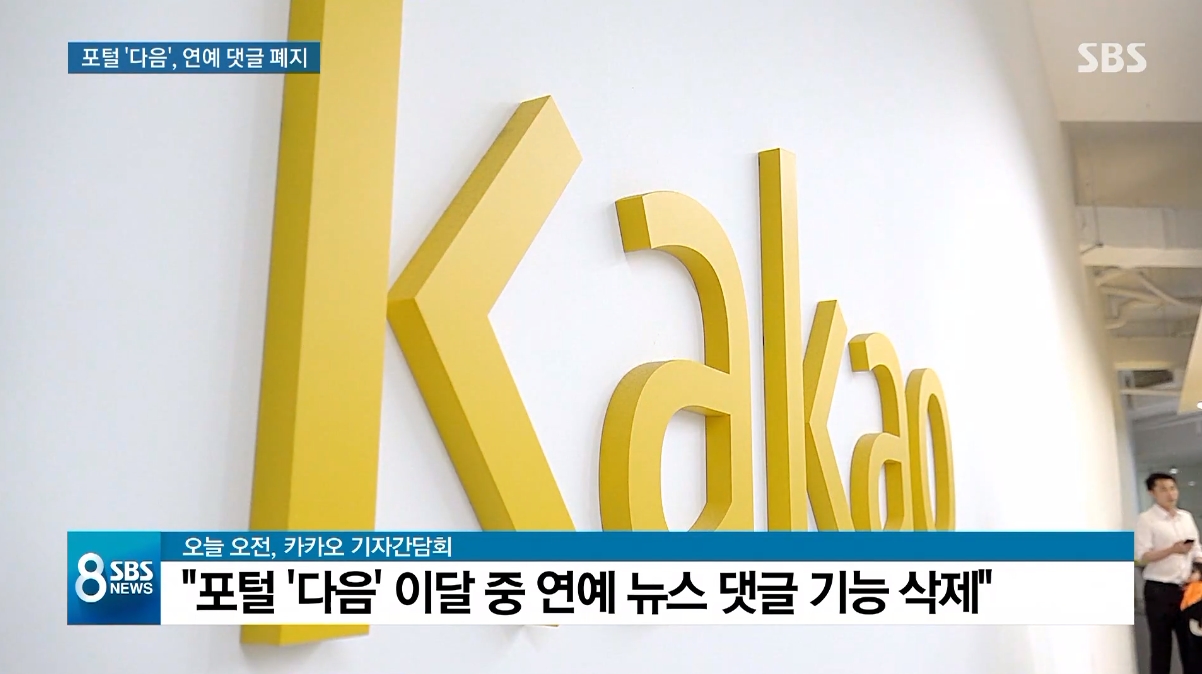 포털 '다음', 연예 댓글 폐지
SBS
kakao
오늘 오전, 카카오 기자간담회
8 SBS NEWS
"포털 '다음' 이달 중 연예 뉴스 댓글 기능 삭제"